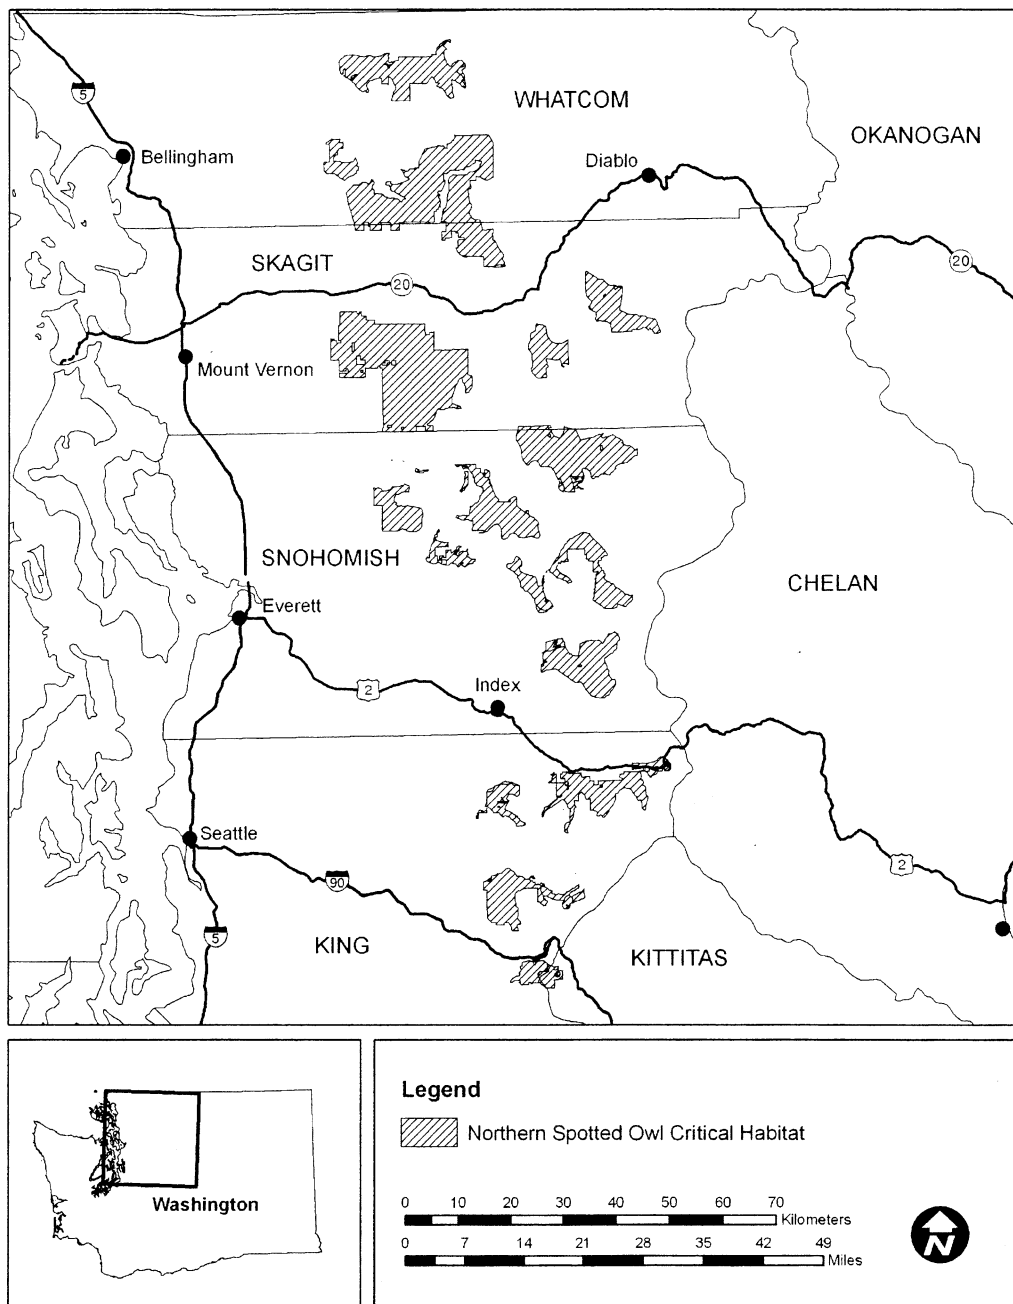 5
WHATCOM
OKANOGAN
Bellingham
Diablo
SKAGIT
20
20
Mount Vernon
SNOHOMISH
CHELAN
Everett
Index
2
Seattle
90
2
5
KING
KITTITAS
Washington
Legend
Northern Spotted Owl Critical Habitat
0 10 20 30 40 50 60 70
Kilometers
0 7 14 21 28 35 42 49
Miles
N